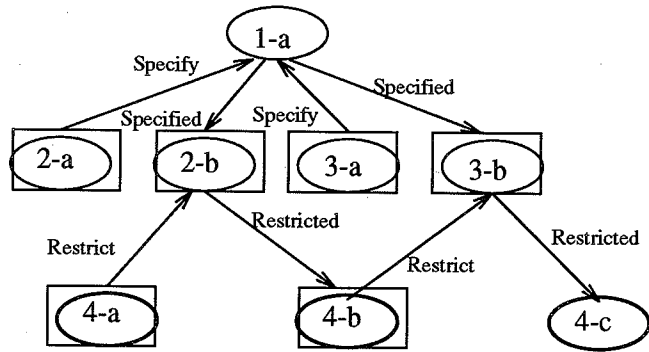 1-a
Specify
Specified
Specified
Specify
2-a
2-b
3-a
3-b
Restrict
Restricted
Restrict
Restricted
4-a
4-b
4-c